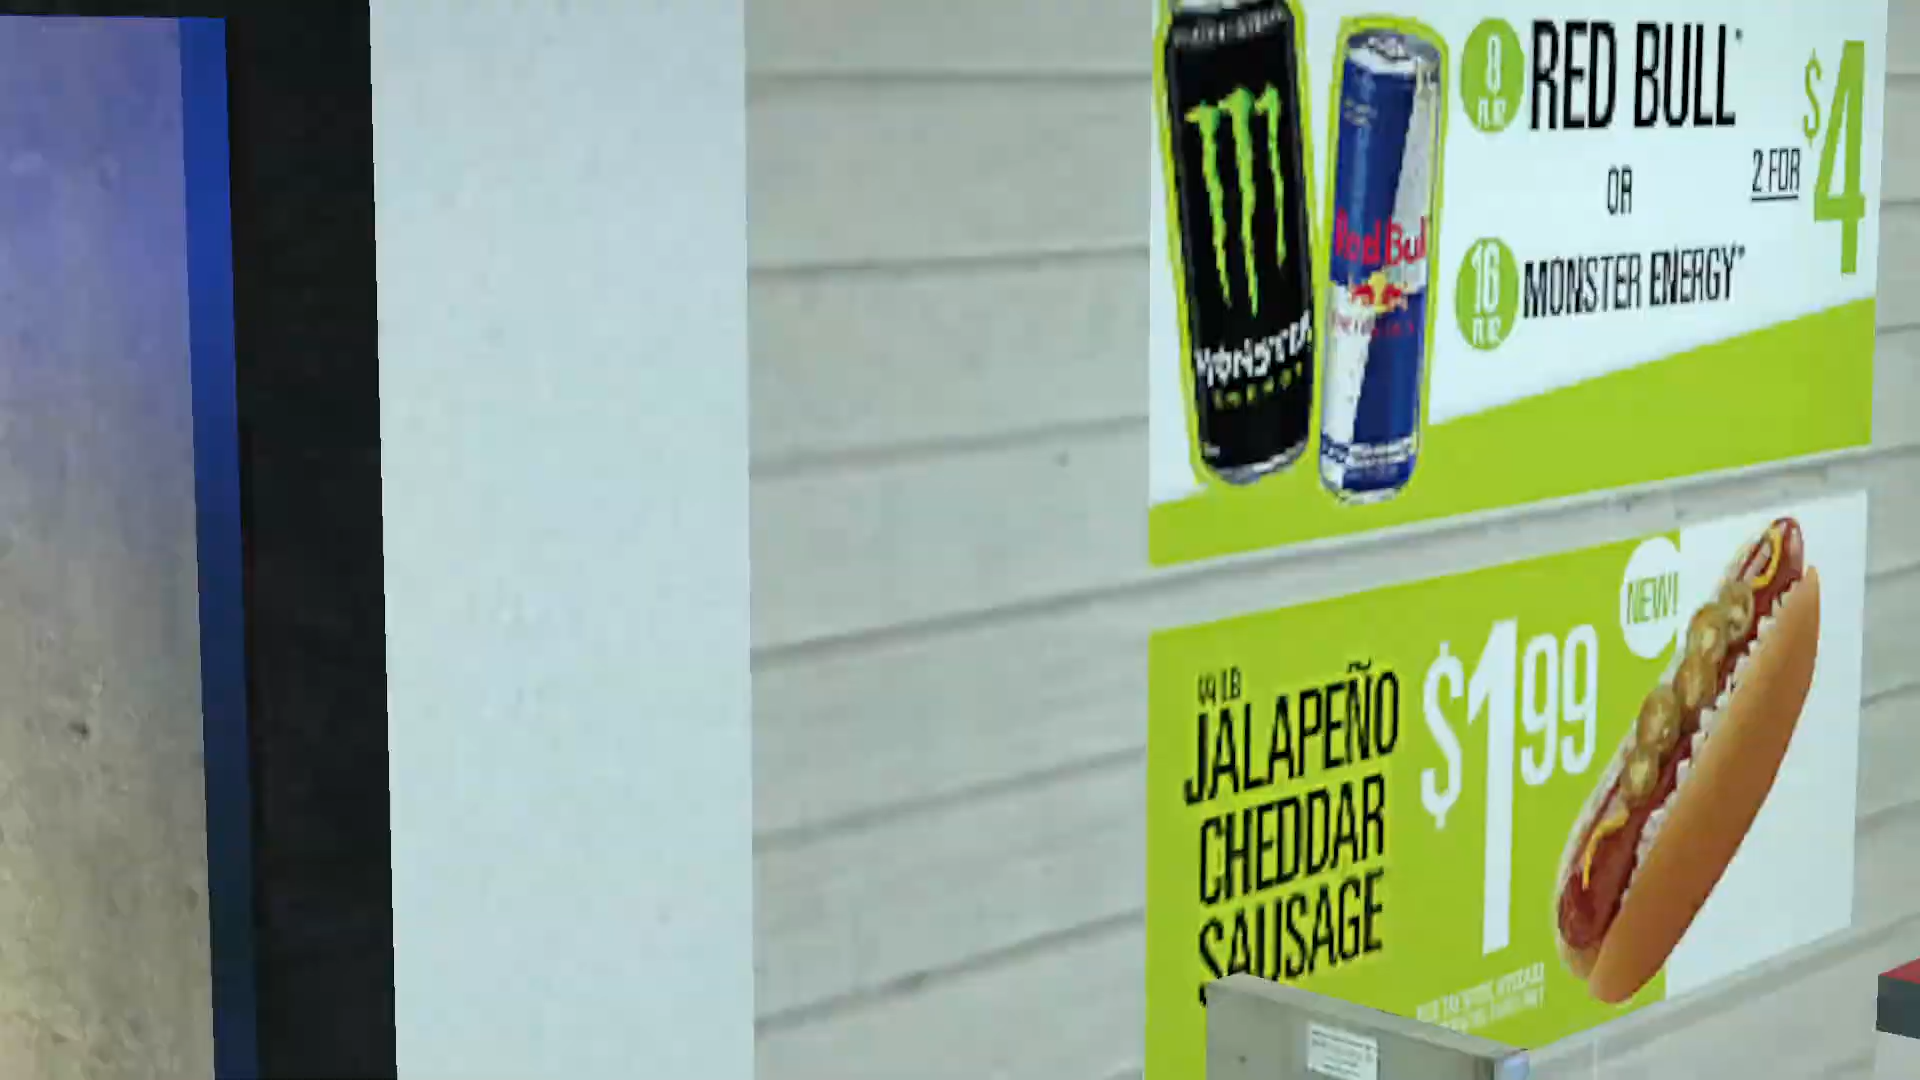 8
FL OZ
RED BULL*
OR
2 FOR
$4
16
FL OZ
MONSTER ENERGY*
MONSTER
ENERGY
Red Bull
NEW!
1/4 LB
JALAPEÑO
CHEDDAR
SAUSAGE
$1 99